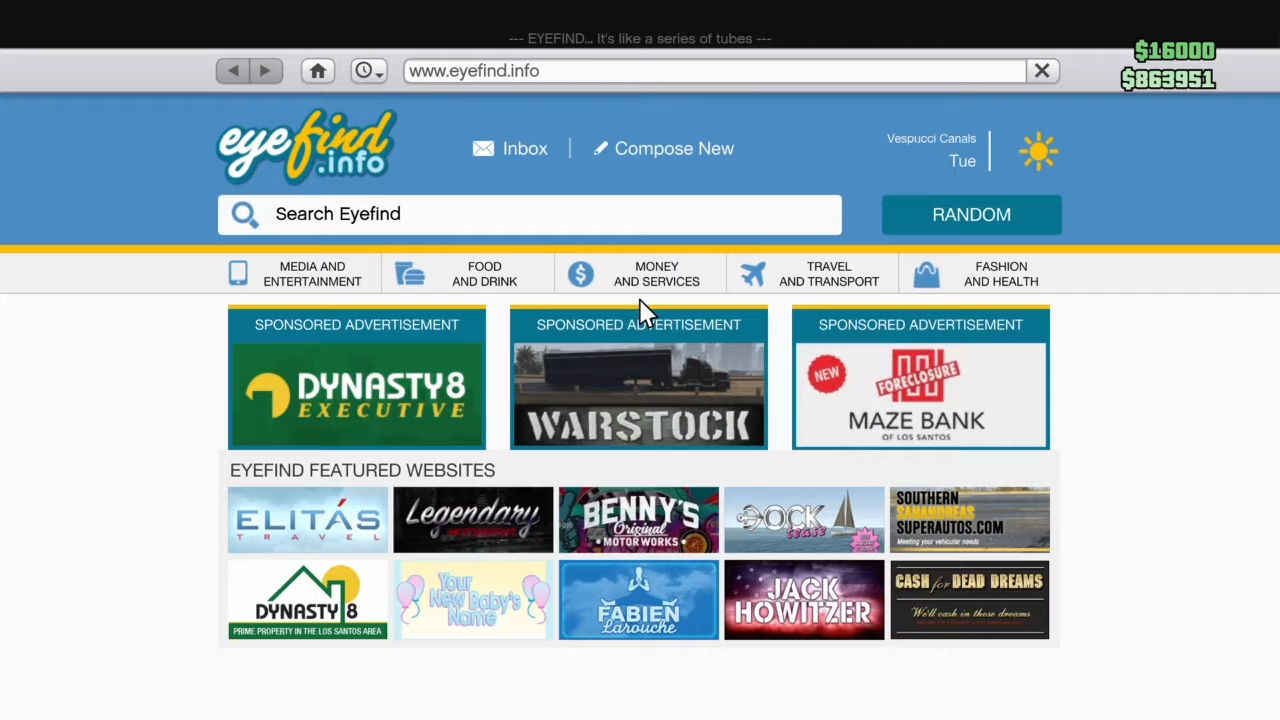 --- EYEFIND... It's like a series of tubes ---
$16000
www.eyefind.info
$863951
eyefind
.info
Inbox
Compose New
Vespucci Canals
Tue
Search Eyefind
RANDOM
MEDIA AND
ENTERTAINMENT
FOOD
AND DRINK
MONEY
AND SERVICES
TRAVEL
AND TRANSPORT
FASHION
AND HEALTH
SPONSORED ADVERTISEMENT
DYNASTY 8
EXECUTIVE
SPONSORED ADVERTISEMENT
WARSTOCK
SPONSORED ADVERTISEMENT
NEW
FORECLOSURE
MAZE BANK
OF LOS SANTOS
EYEFIND FEATURED WEBSITES
ELITÁS
TRAVEL
Legendary
BENNY'S
Original
MOTOR WORKS
DOCK
tease
SOUTHERN
SANANDREAS
SUPERAUTOS.COM
Meeting your vehicular needs
DYNASTY 8
PRIME PROPERTY IN THE LOS SANTOS AREA
Your
New Baby's
Name
FABIEN
Larouche
JACK
HOWITZER
CASH for DEAD DREAMS
We'll cash in those dreams